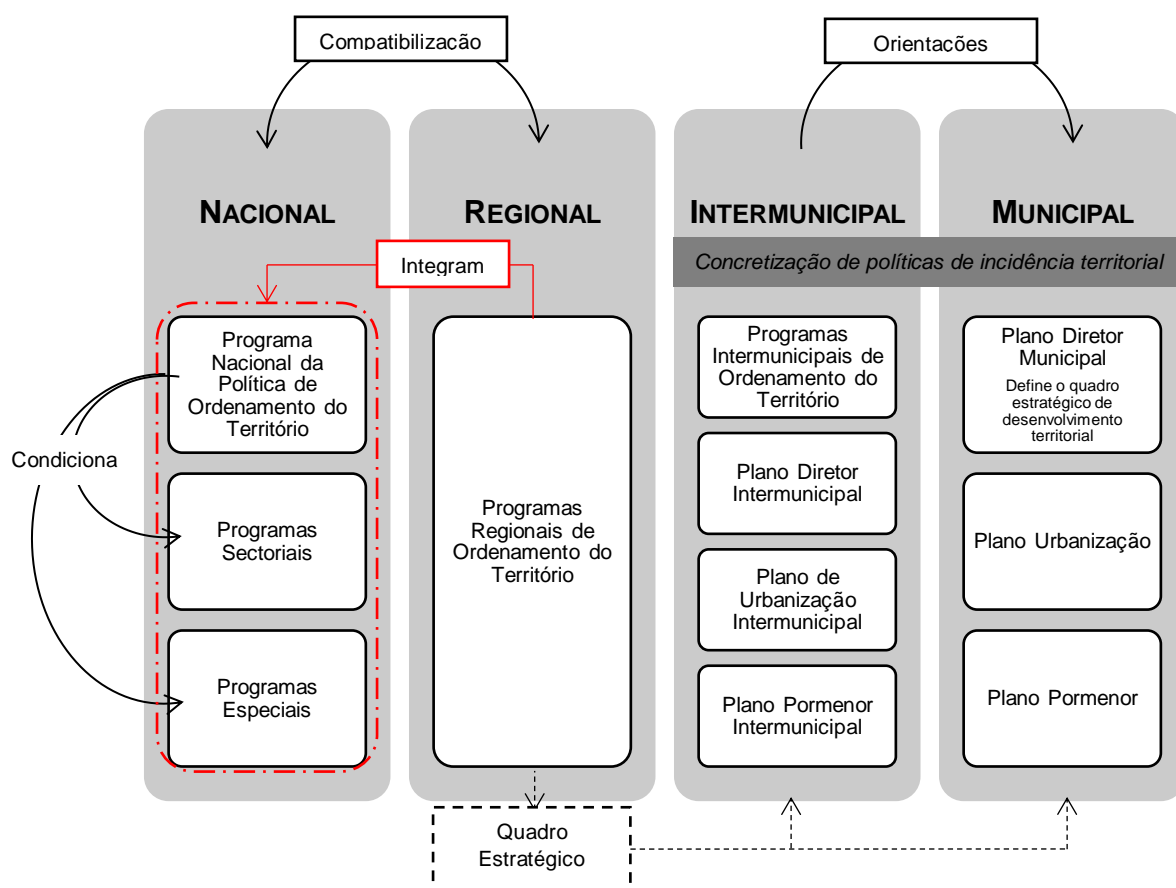 Compatibilização
Orientações
NACIONAL
REGIONAL
INTERMUNICIPAL
MUNICIPAL
Integram
Concretização de políticas de incidência territorial
Programa
Nacional da
Política de
Ordenamento do
Território
Condiciona
Programas
Sectoriais
Programas
Especiais
Programas
Regionais de
Ordenamento do
Território
Programas
Intermunicipais de
Ordenamento do
Território
Plano Diretor
Intermunicipal
Plano de
Urbanização
Intermunicipal
Plano Pormenor
Intermunicipal
Plano Diretor
Municipal
Define o quadro
estratégico de
desenvolvimento
territorial
Plano Urbanização
Plano Pormenor
Quadro
Estratégico